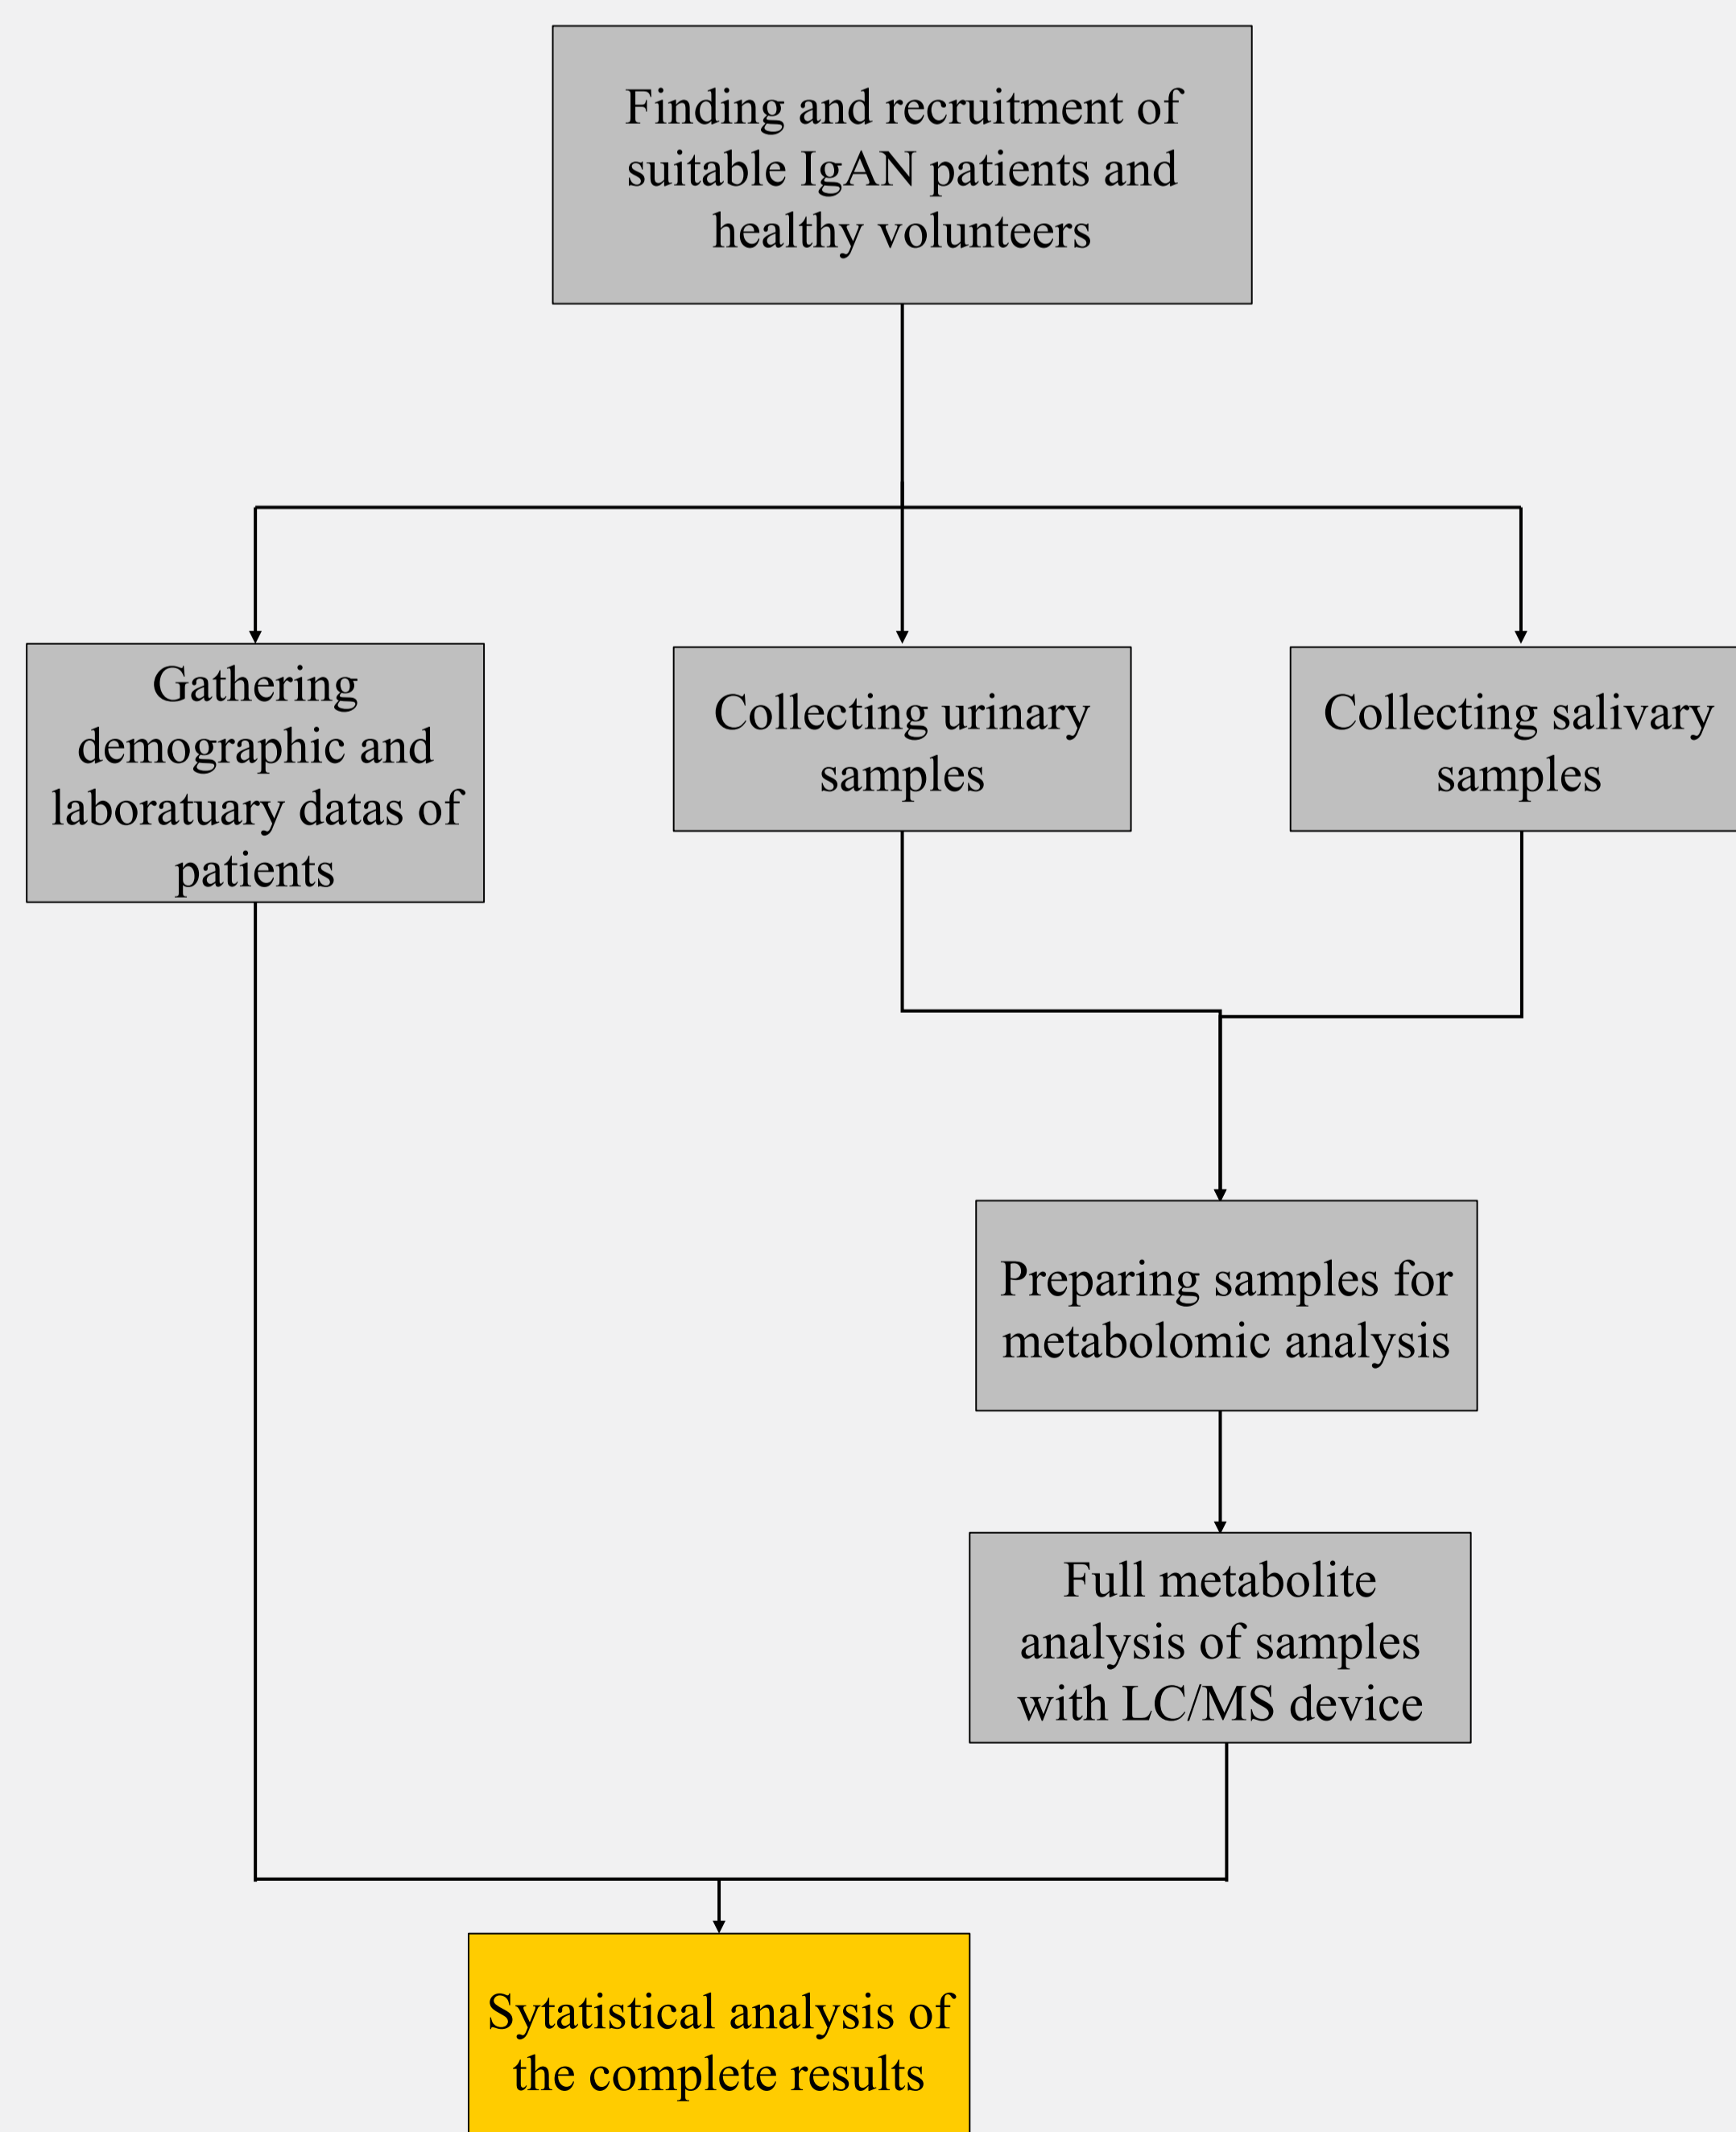 Finding and recruitment of
suitable IgAN patients and
healthy volunteers
Gathering
demographic and
laboratuary datas of
patients
Collecting urinary
samples
Collecting salivary
samples
Preparing samples for
metabolomic analysis
Full metabolite
analysis of samples
with LC/MS device
Sytatistical analysis of
the complete results